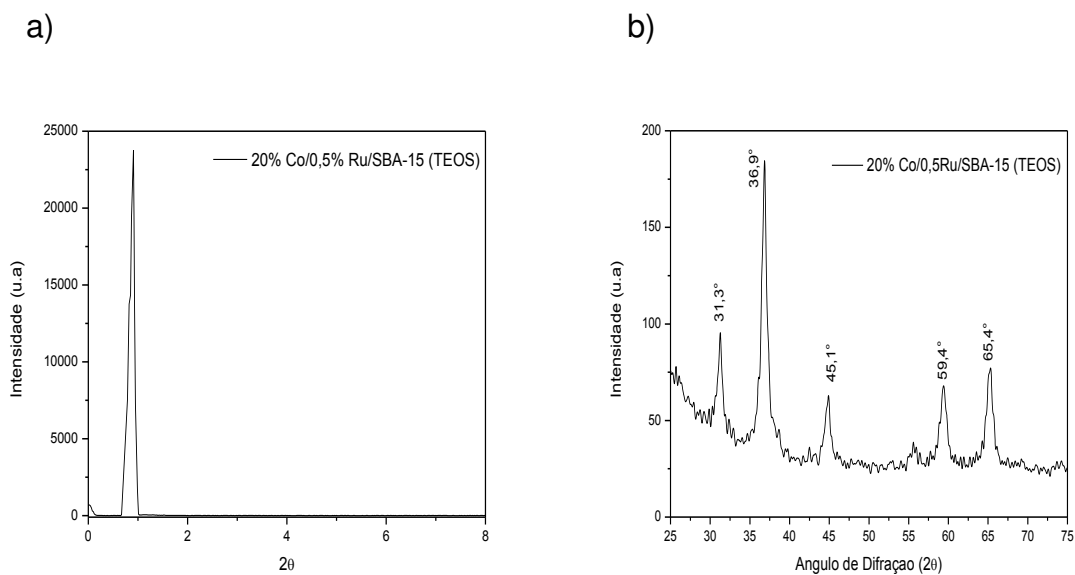 a)
b)
25000
20000
15000
10000
5000
0
20% Co/0,5% Ru/SBA-15 (TEOS)
Intensidade (u.a)
0 2 4 6 8
2θ
200
150
100
50
0
20% Co/0,5Ru/SBA-15 (TEOS)
31,3°
36,9°
45,1°
59,4°
65,4°
Intensidade (u.a)
25 30 35 40 45 50 55 60 65 70 75
Angulo de Difraçao (2θ)